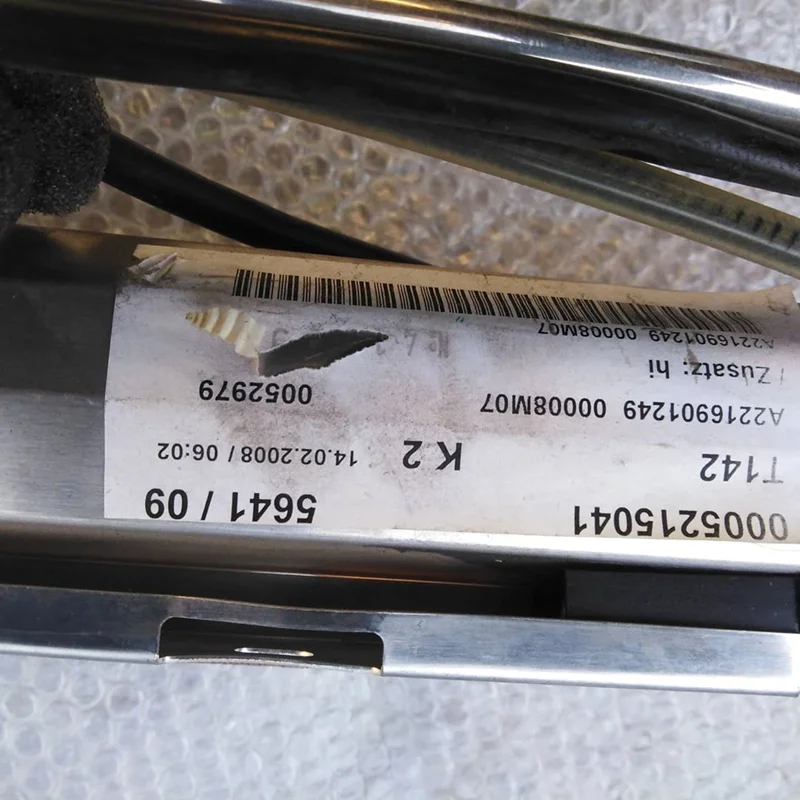 0005215041 5641 / 09
T142 K 2 14.02.2008 / 06:02
A2216901249 00008M07 0052979
/ Zusatz: hi
A2216901249 00008M07